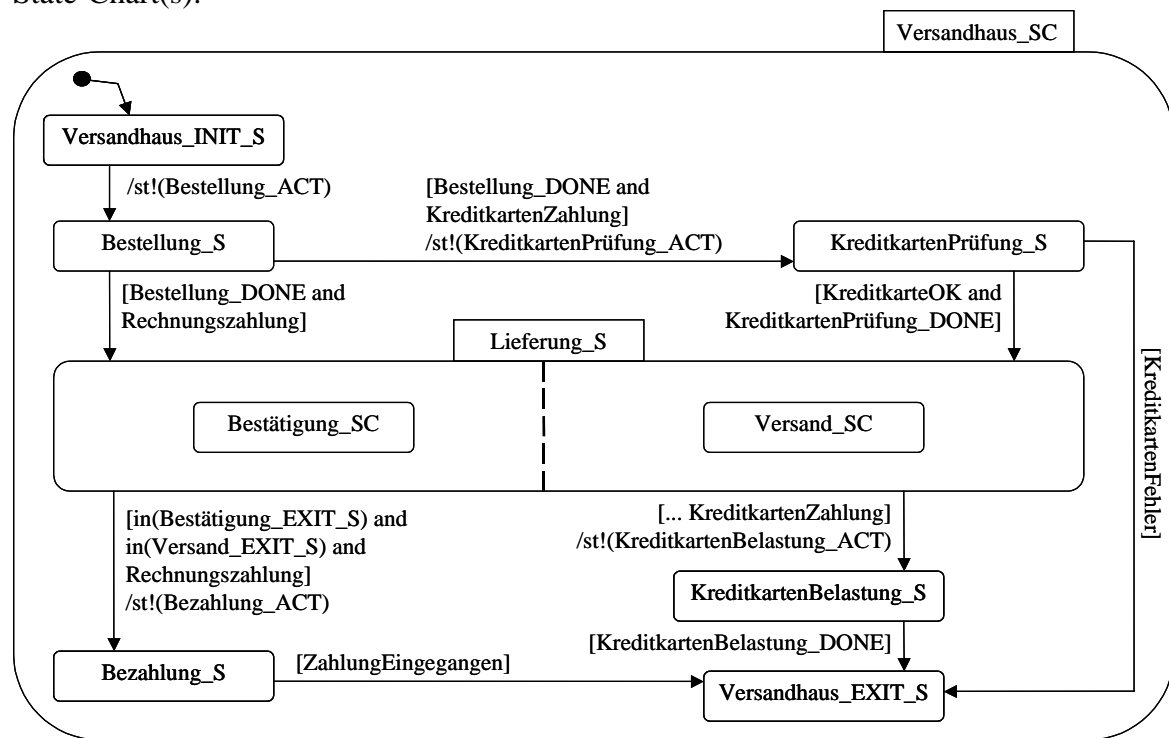 State Chart(s):
Versandhaus_SC
Versandhaus_INIT_S
/st!(Bestellung_ACT)
[Bestellung_DONE and
KreditkartenZahlung]
/st!(KreditkartenPrüfung_ACT)
Bestellung_S
KreditkartenPrüfung_S
[Bestellung_DONE and
Rechnungszahlung]
[KreditkarteOK and
KreditkartenPrüfung_DONE]
Lieferung_S
[KreditkartenFehler]
Bestätigung_SC
Versand_SC
[in(Bestätigung_EXIT_S) and
in(Versand_EXIT_S) and
Rechnungszahlung]
/st!(Bezahlung_ACT)
[... KreditkartenZahlung]
/st!(KreditkartenBelastung_ACT)
KreditkartenBelastung_S
[KreditkartenBelastung_DONE]
Bezahlung_S
[ZahlungEingegangen]
Versandhaus_EXIT_S